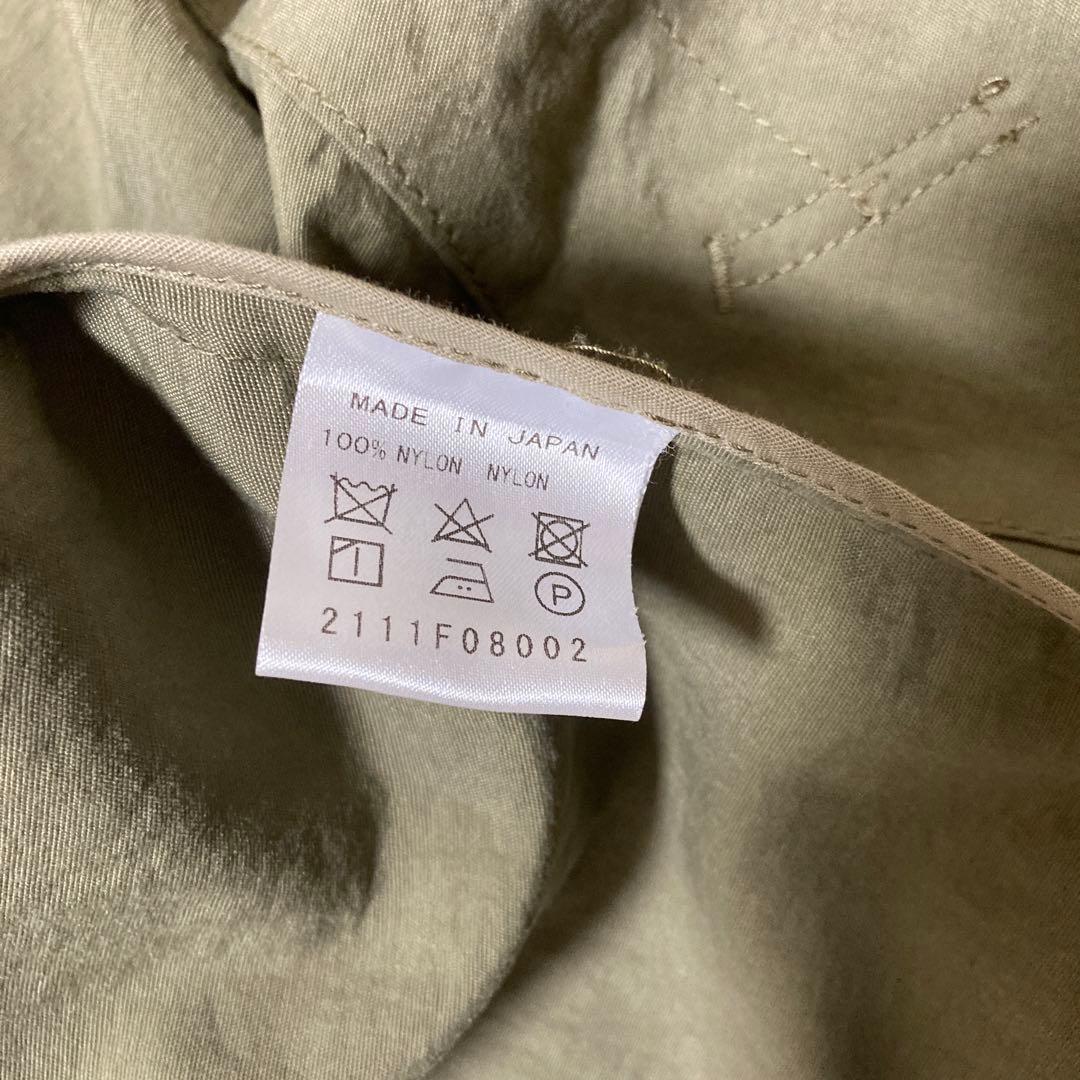 MADE IN JAPAN
100% NYLON NYLON
P
2111F08002